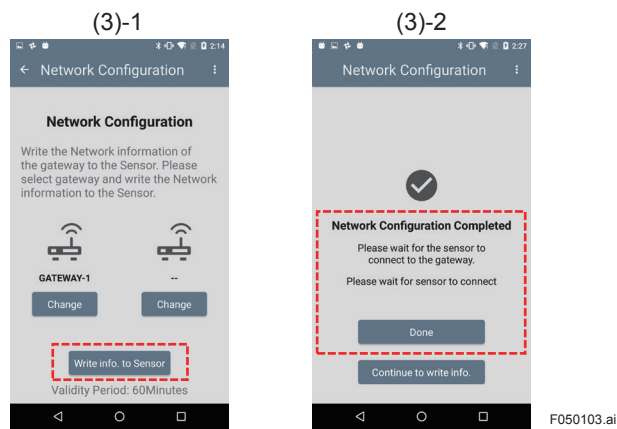 (3)-1
2:14
Network Configuration
Network Configuration
Write the Network information of
the gateway to the Sensor. Please
select gateway and write the Network
information to the Sensor.
GATEWAY-1
--
Change
Change
Write info. to Sensor
Validity Period: 60Minutes
(3)-2
2:27
Network Configuration
Network Configuration Completed
Please wait for the sensor to
connect to the gateway.
Please wait for sensor to connect
Done
Continue to write info.
F050103.ai